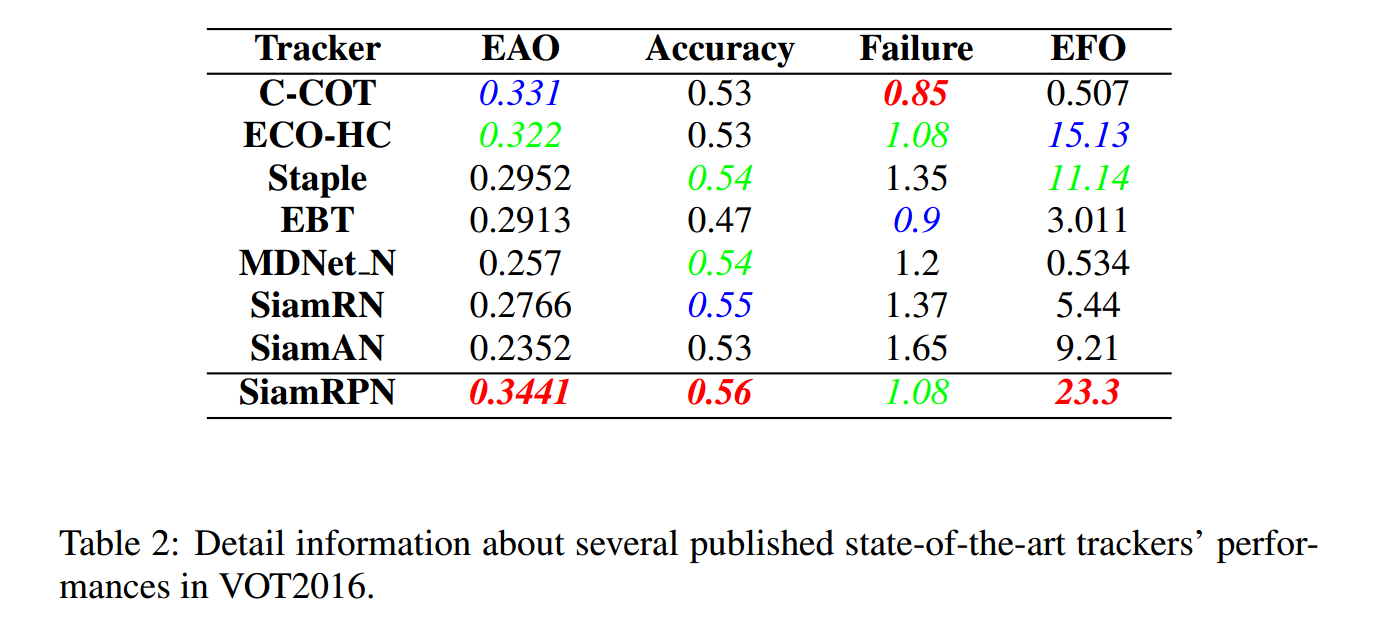 Tracker EAO Accuracy Failure EFO
C-COT 0.331 0.53 0.85 0.507
ECO-HC 0.322 0.53 1.08 15.13
Staple 0.2952 0.54 1.35 11.14
EBT 0.2913 0.47 0.9 3.011
MDNet_N 0.257 0.54 1.2 0.534
SiamRN 0.2766 0.55 1.37 5.44
SiamAN 0.2352 0.53 1.65 9.21
SiamRPN 0.3441 0.56 1.08 23.3
Table 2: Detail information about several published state-of-the-art trackers’ perfor-
mances in VOT2016.